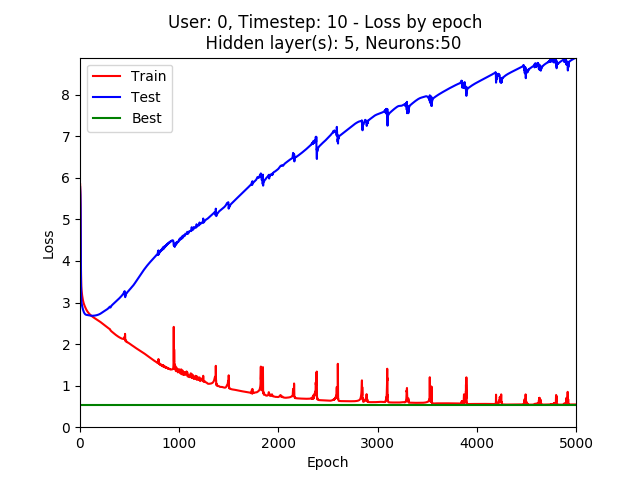 User: 0, Timestep: 10 - Loss by epoch
Hidden layer(s): 5, Neurons:50
Train
Test
Best
Loss
8
7
6
5
4
3
2
1
0
0 1000 2000 3000 4000 5000
Epoch